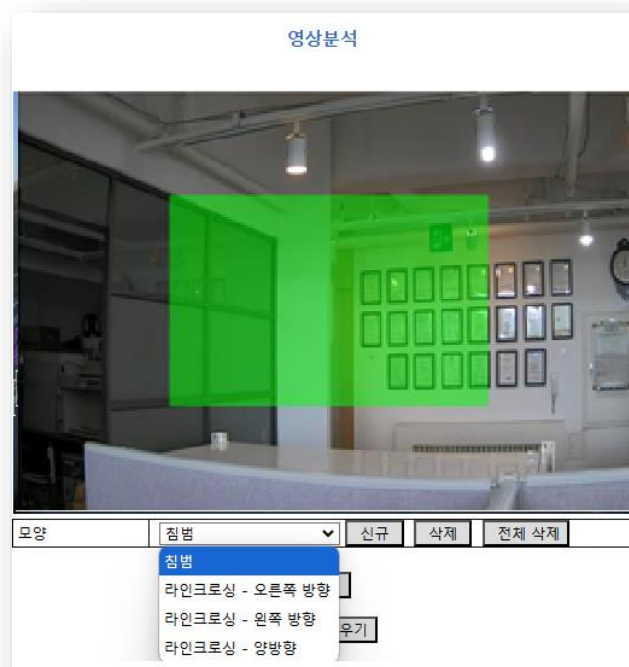 영상분석
모양 침범 신규 삭제 전체 삭제
침범
라인크로싱 - 오른쪽 방향
라인크로싱 - 왼쪽 방향
우기
라인크로싱 - 양방향